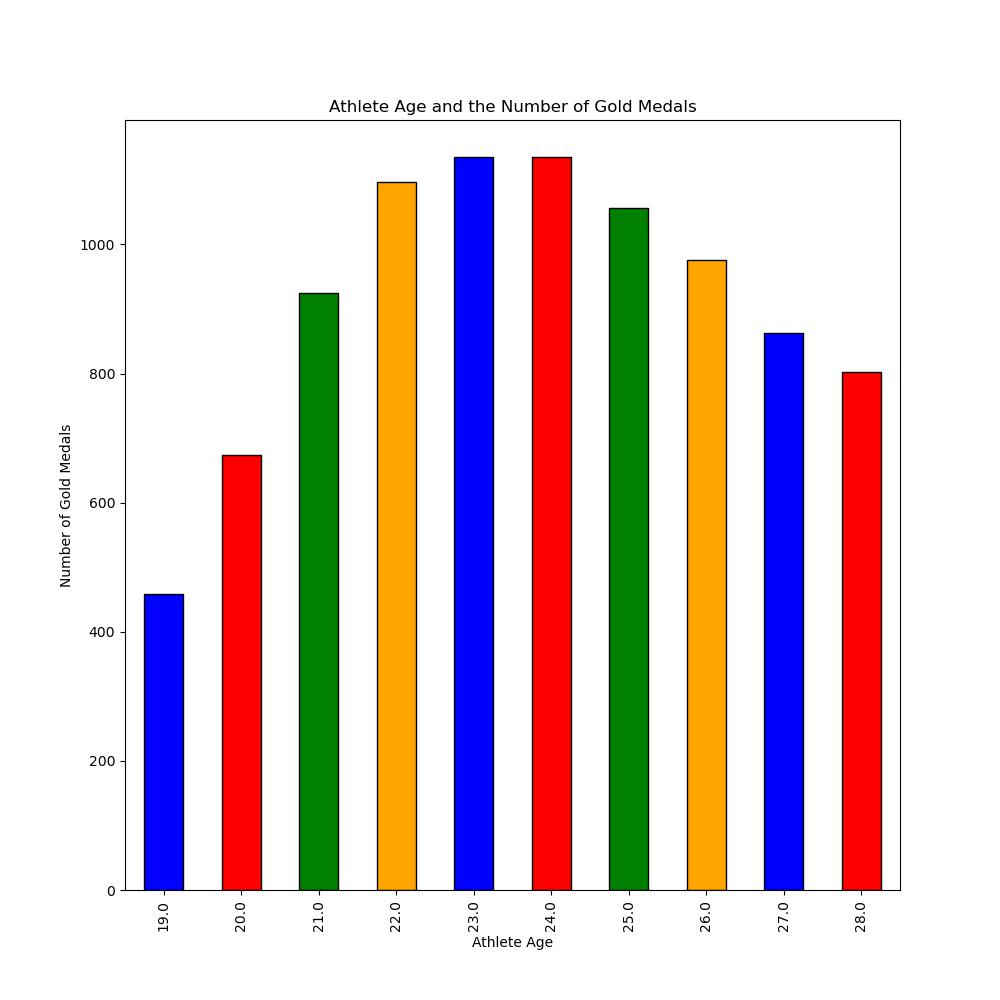 Athlete Age and the Number of Gold Medals
Number of Gold Medals
1000
800
600
400
200
0
19.0 20.0 21.0 22.0 23.0 24.0 25.0 26.0 27.0 28.0
Athlete Age